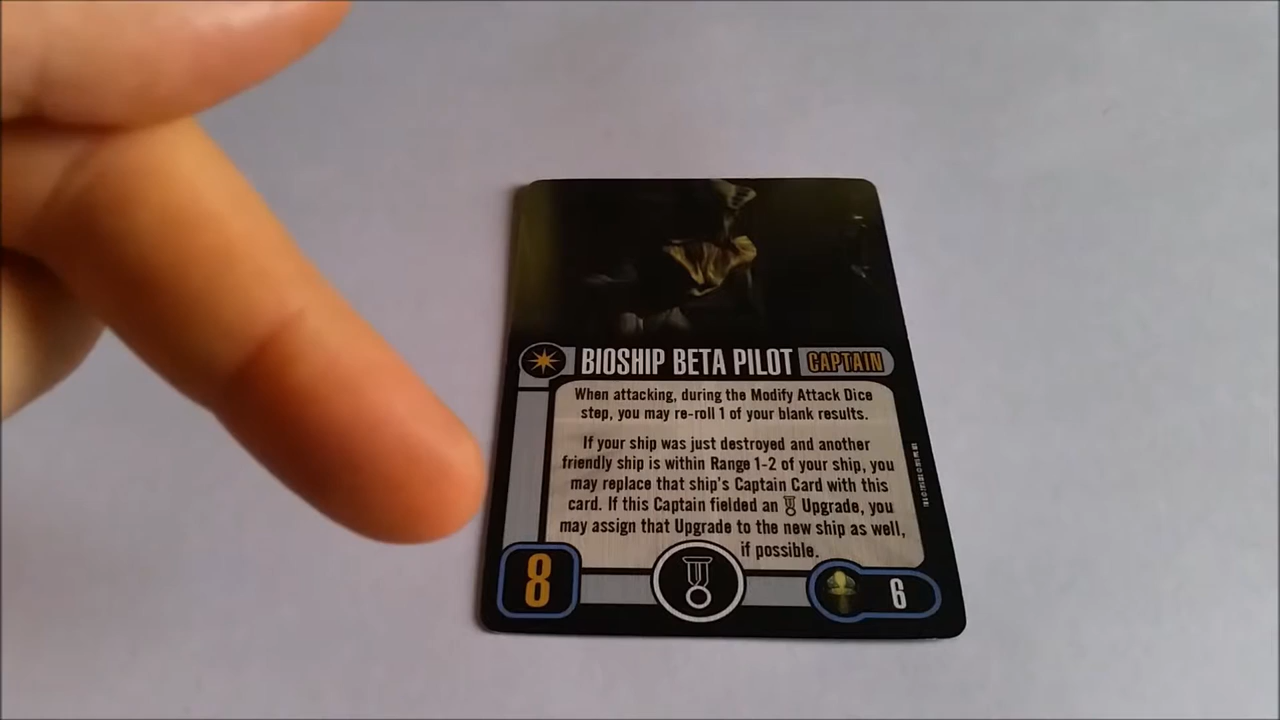 BIOSHIP BETA PILOT CAPTAIN
When attacking, during the Modify Attack Dice
step, you may re-roll 1 of your blank results.
If your ship was just destroyed and another
friendly ship is within Range 1-2 of your ship, you
may replace that ship's Captain Card with this
card. If this Captain fielded an Upgrade, you
may assign that Upgrade to the new ship as well,
if possible.
8 6